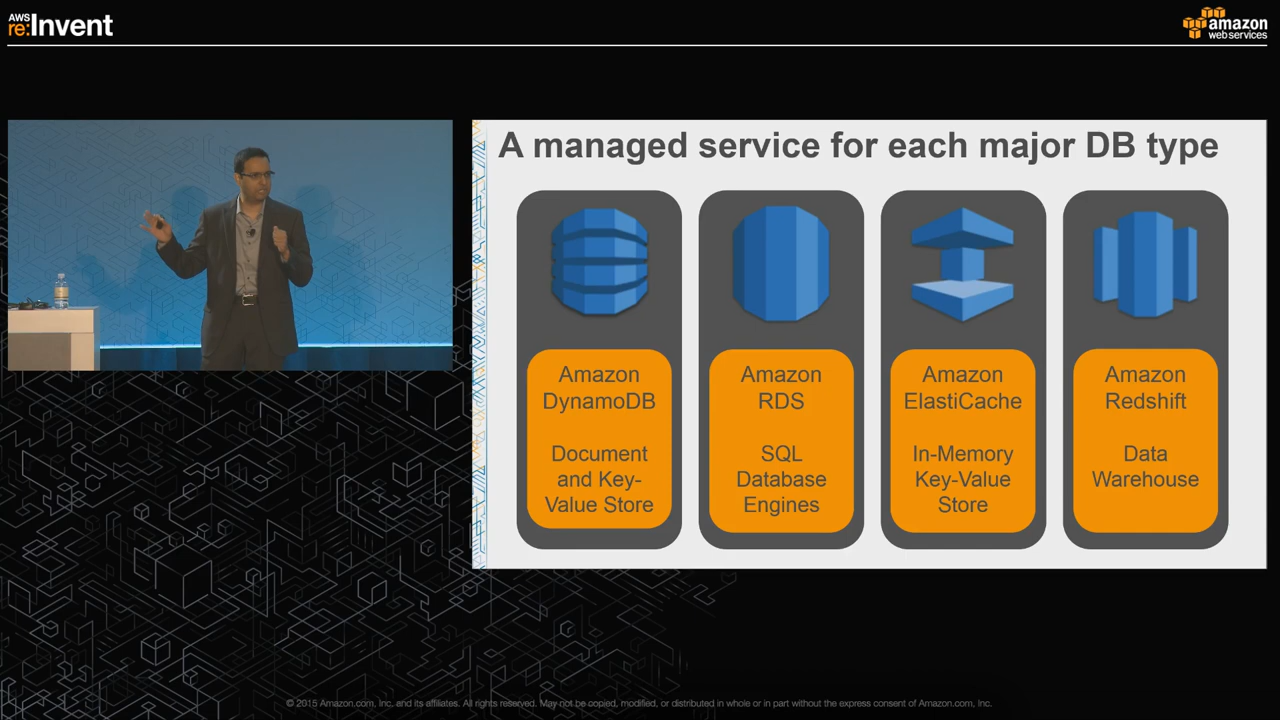 AWS
re:Invent
amazon
webservices
A managed service for each major DB type
Amazon
DynamoDB
Document
and Key-
Value Store
Amazon
RDS
SQL
Database
Engines
Amazon
ElastiCache
In-Memory
Key-Value
Store
Amazon
Redshift
Data
Warehouse
© 2015 Amazon.com, Inc. and its affiliates. All rights reserved. May not be copied, modified, or distributed in whole or in part without the express consent of Amazon.com, Inc.